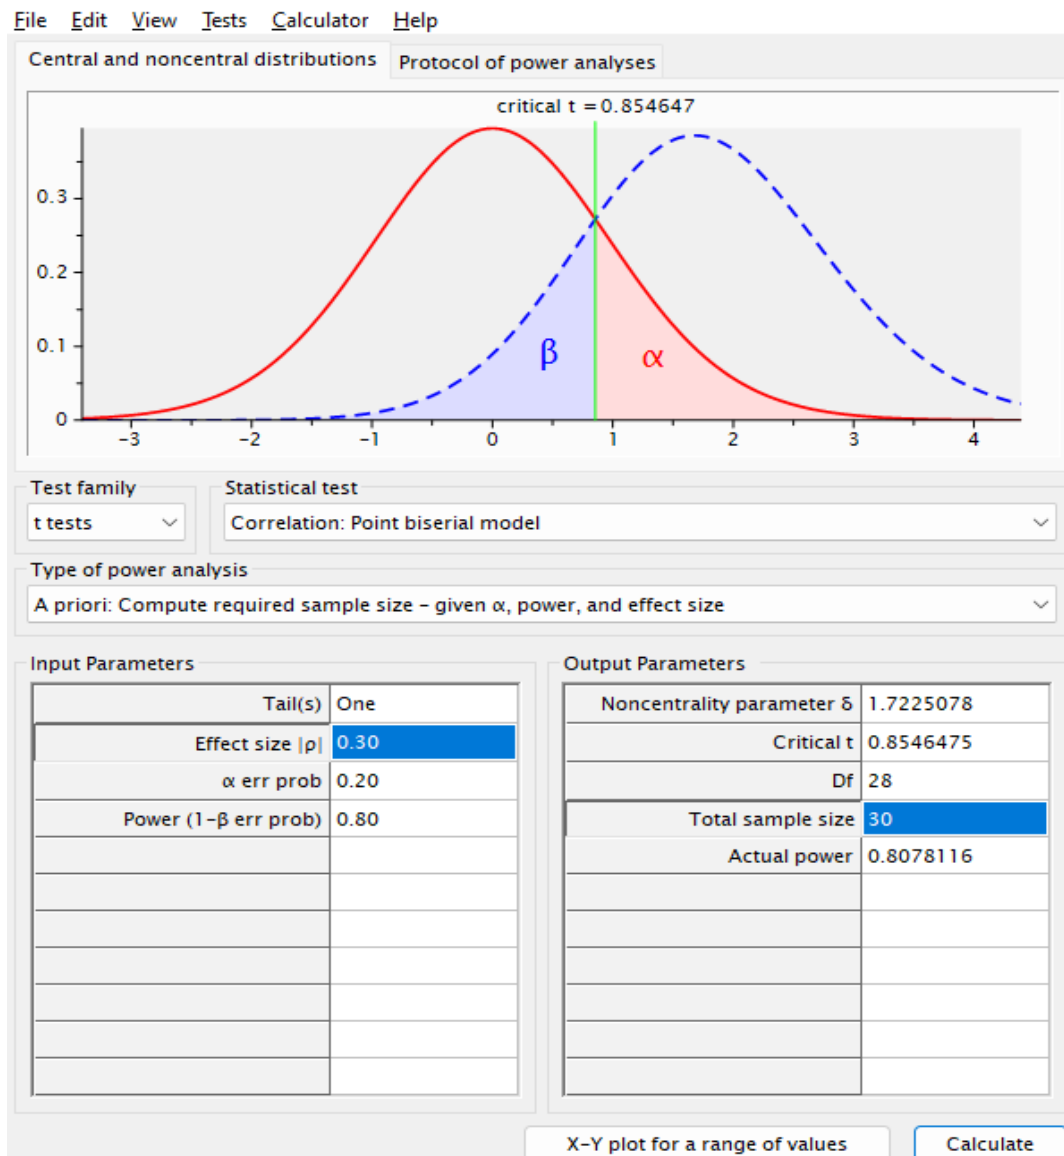 File Edit View Tests Calculator Help
Central and noncentral distributions Protocol of power analyses
critical t = 0.854647
0.3
0.2
0.1
0
β α
-3 -2 -1 0 1 2 3 4
Test family Statistical test
t tests Correlation: Point biserial model
Type of power analysis
A priori: Compute required sample size – given α, power, and effect size
Input Parameters
Tail(s) One
Effect size |ρ| 0.30
α err prob 0.20
Power (1-β err prob) 0.80
Output Parameters
Noncentrality parameter δ 1.7225078
Critical t 0.8546475
Df 28
Total sample size 30
Actual power 0.8078116
X-Y plot for a range of values Calculate